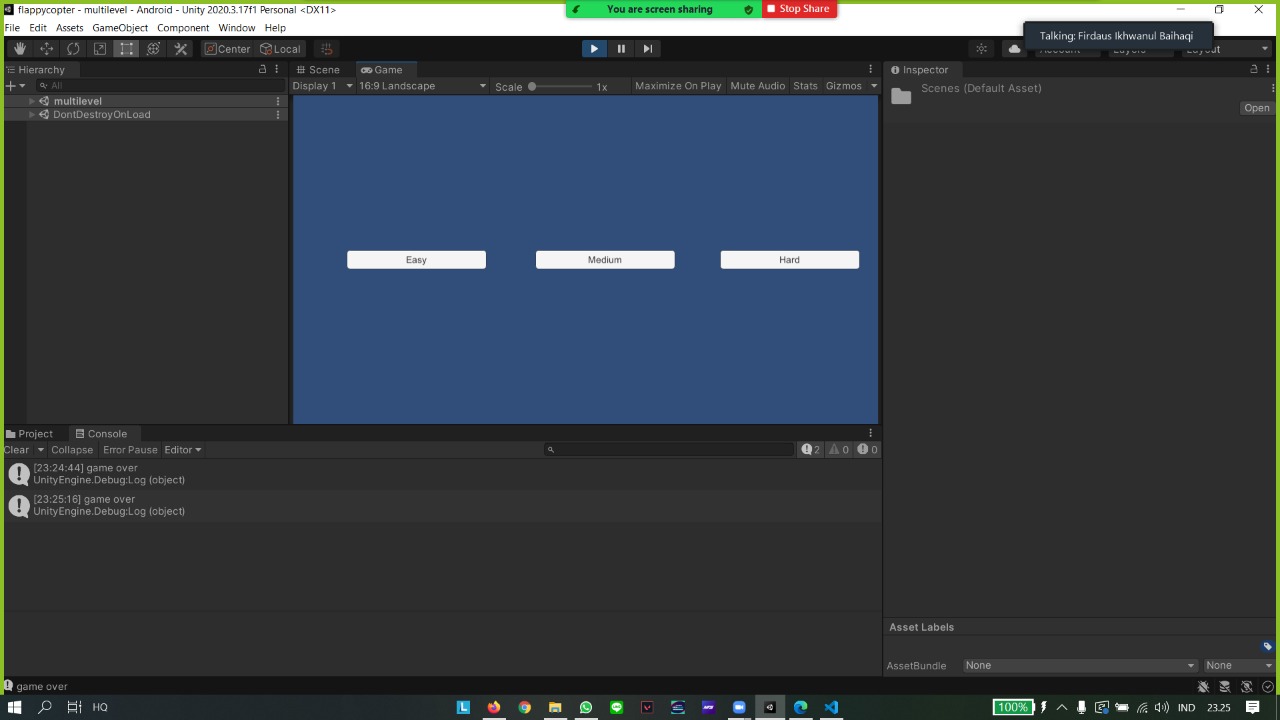 flappycopter - multilevel - Android - Unity 2020.3.17f1 Personal <DX11>
You are screen sharing
Stop Share
File Edit Assets GameObject Component Window Help
Talking: Firdaus Ikhwanul Baihaqi
Center Local
Hierarchy
Scene Game
Inspector
All
Display 1 16:9 Landscape Scale 1x Maximize On Play Mute Audio Stats Gizmos
Scenes (Default Asset)
Open
multilevel
DontDestroyOnLoad
Easy Medium Hard
Project Console
Clear Collapse Error Pause Editor 2 0 0
[23:24:44] game over
UnityEngine.Debug:Log (object)
[23:25:16] game over
UnityEngine.Debug:Log (object)
Asset Labels
AssetBundle None None
game over
HQ 100% IND 23.25